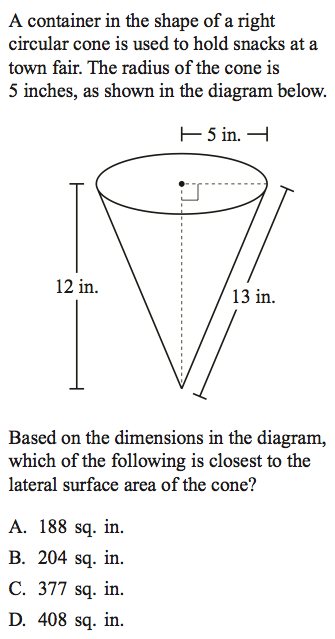 A container in the shape of a right
circular cone is used to hold snacks at a
town fair. The radius of the cone is
5 inches, as shown in the diagram below.
5 in.
12 in.
13 in.
Based on the dimensions in the diagram,
which of the following is closest to the
lateral surface area of the cone?
A. 188 sq. in.
B. 204 sq. in.
C. 377 sq. in.
D. 408 sq. in.